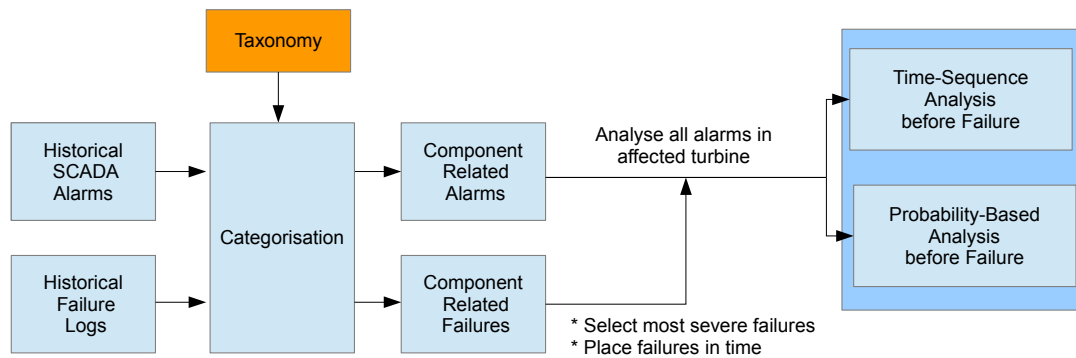 Taxonomy
Historical
SCADA
Alarms
Historical
Failure
Logs
Categorisation
Component
Related
Alarms
Component
Related
Failures
Analyse all alarms in
affected turbine
* Select most severe failures
* Place failures in time
Time-Sequence
Analysis
before Failure
Probability-Based
Analysis
before Failure